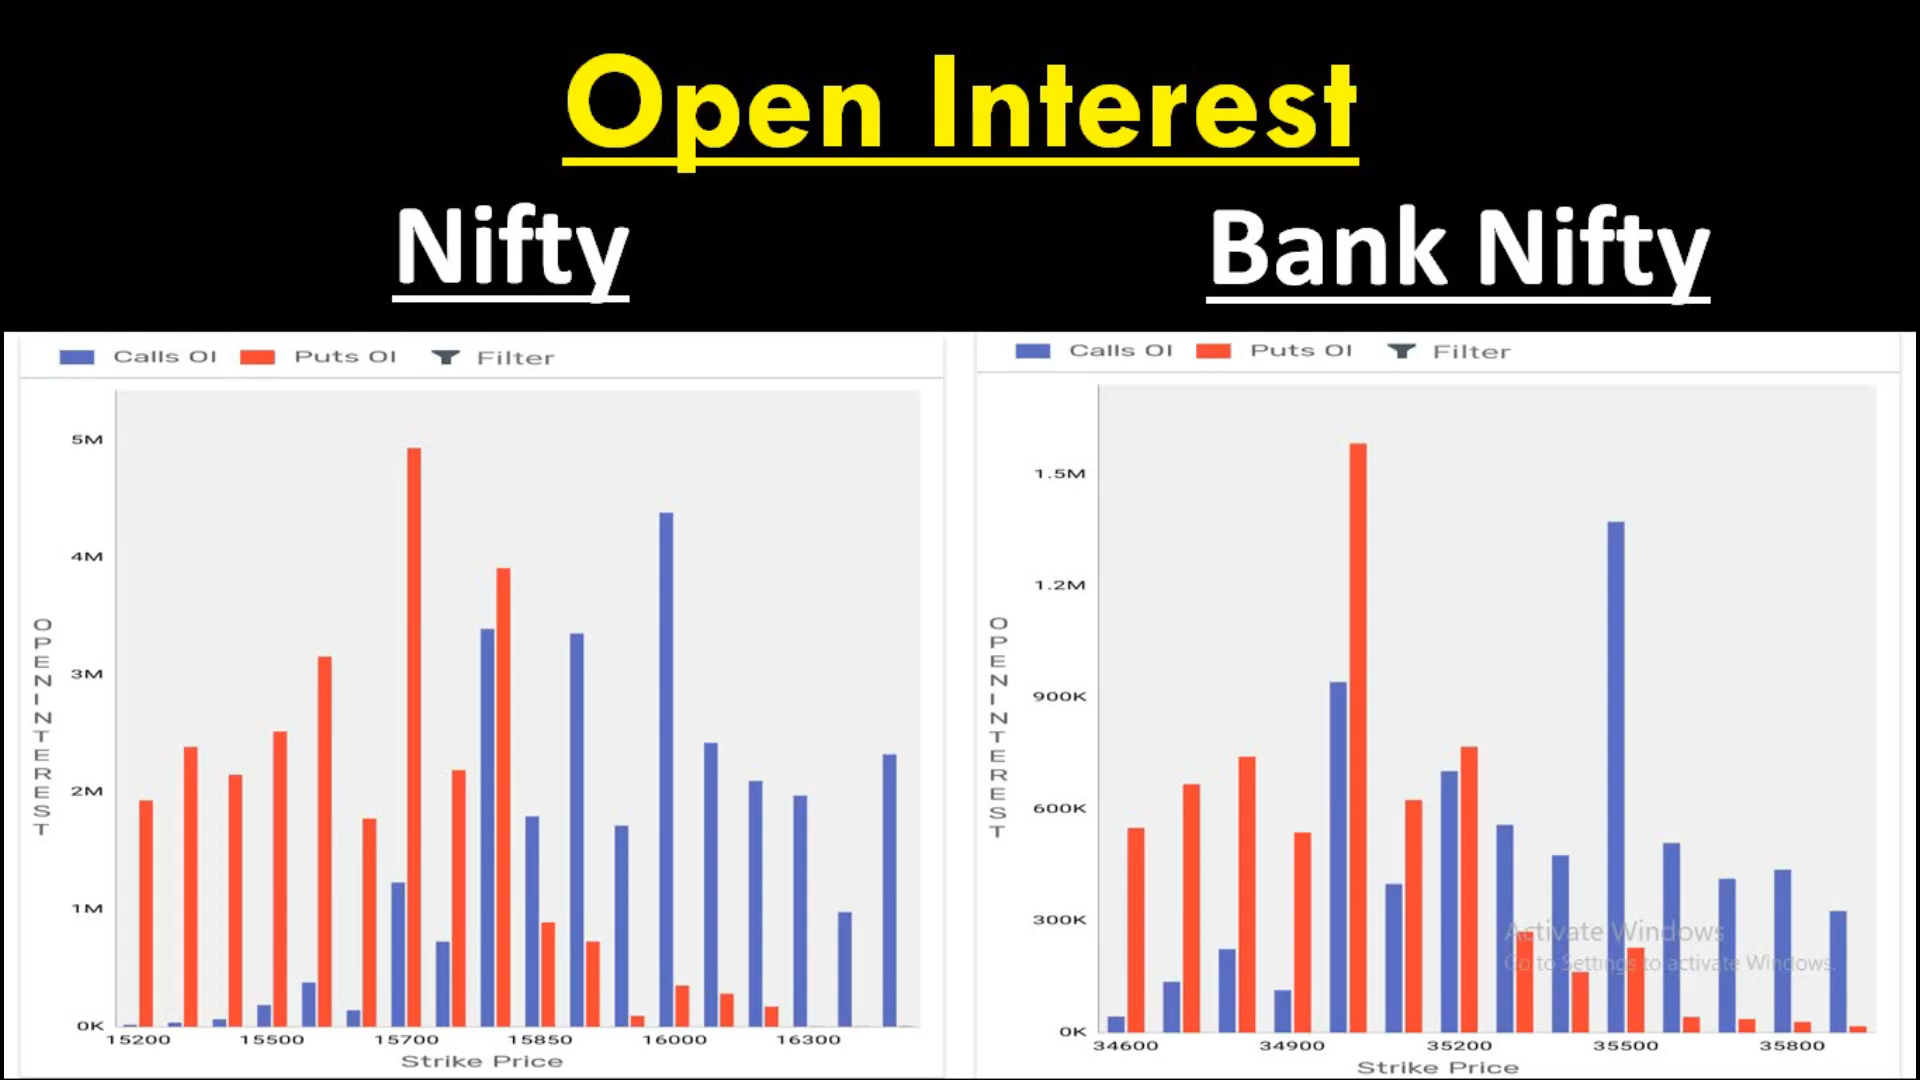 Open Interest
Nifty
Bank Nifty
Calls OI Puts OI Filter
5M
4M
3M
2M
1M
0K
OPEN INTEREST
15200 15500 15700 15850 16000 16300
Strike Price
Calls OI Puts OI Filter
1.5M
1.2M
900K
600K
300K
0K
OPEN INTEREST
34600 34900 35200 35500 35800
Strike Price
Activate Windows
Go to Settings to activate Windows.